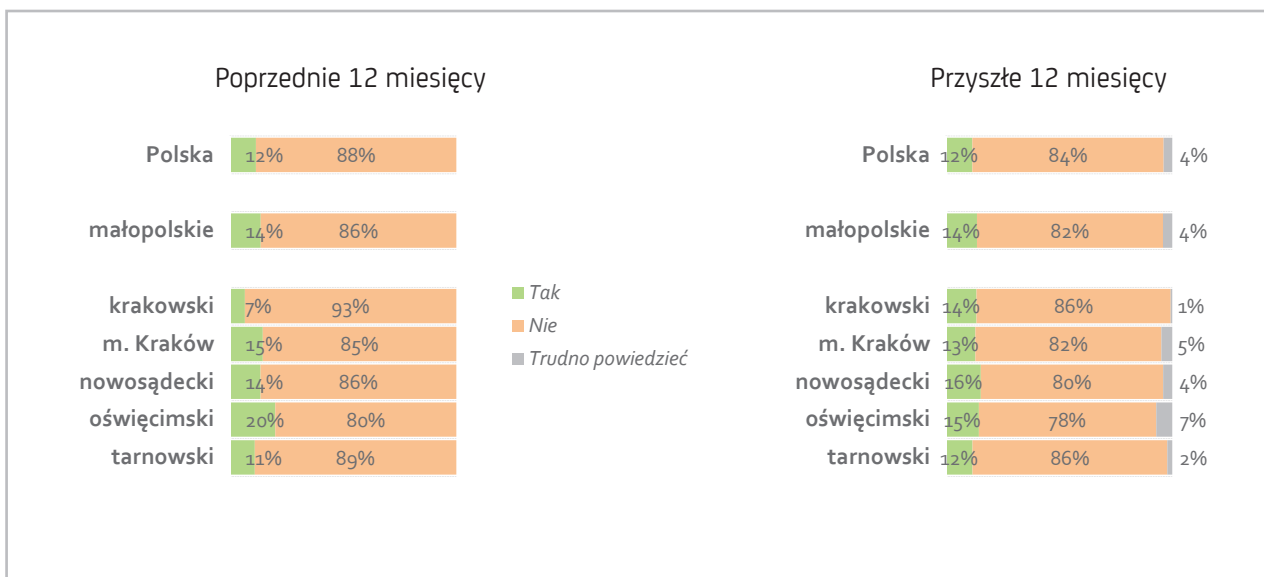 Poprzednie 12 miesięcy
Polska 12% 88%
małopolskie 14% 86%
krakowski 7% 93%
m. Kraków 15% 85%
nowosądecki 14% 86%
oświęcimski 20% 80%
tarnowski 11% 89%
Tak
Nie
Trudno powiedzieć
Przyszłe 12 miesięcy
Polska 12% 84% 4%
małopolskie 14% 82% 4%
krakowski 14% 86% 1%
m. Kraków 13% 82% 5%
nowosądecki 16% 80% 4%
oświęcimski 15% 78% 7%
tarnowski 12% 86% 2%